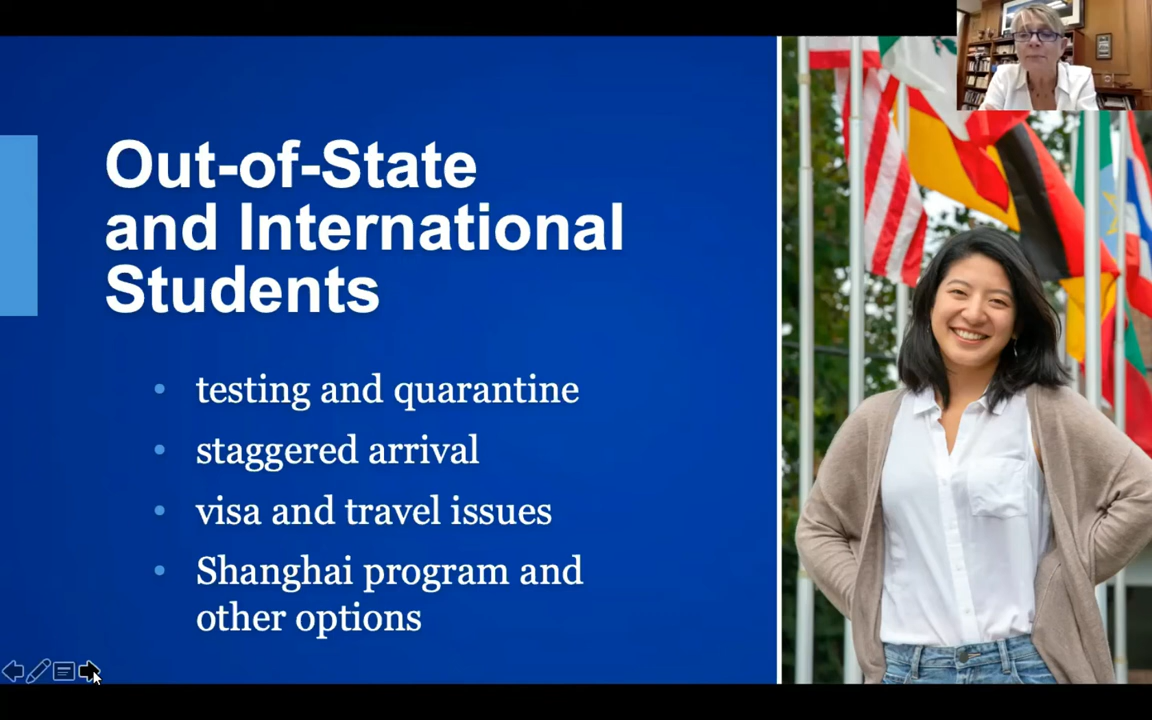 Out-of-State
and International
Students
• testing and quarantine
• staggered arrival
• visa and travel issues
• Shanghai program and
other options